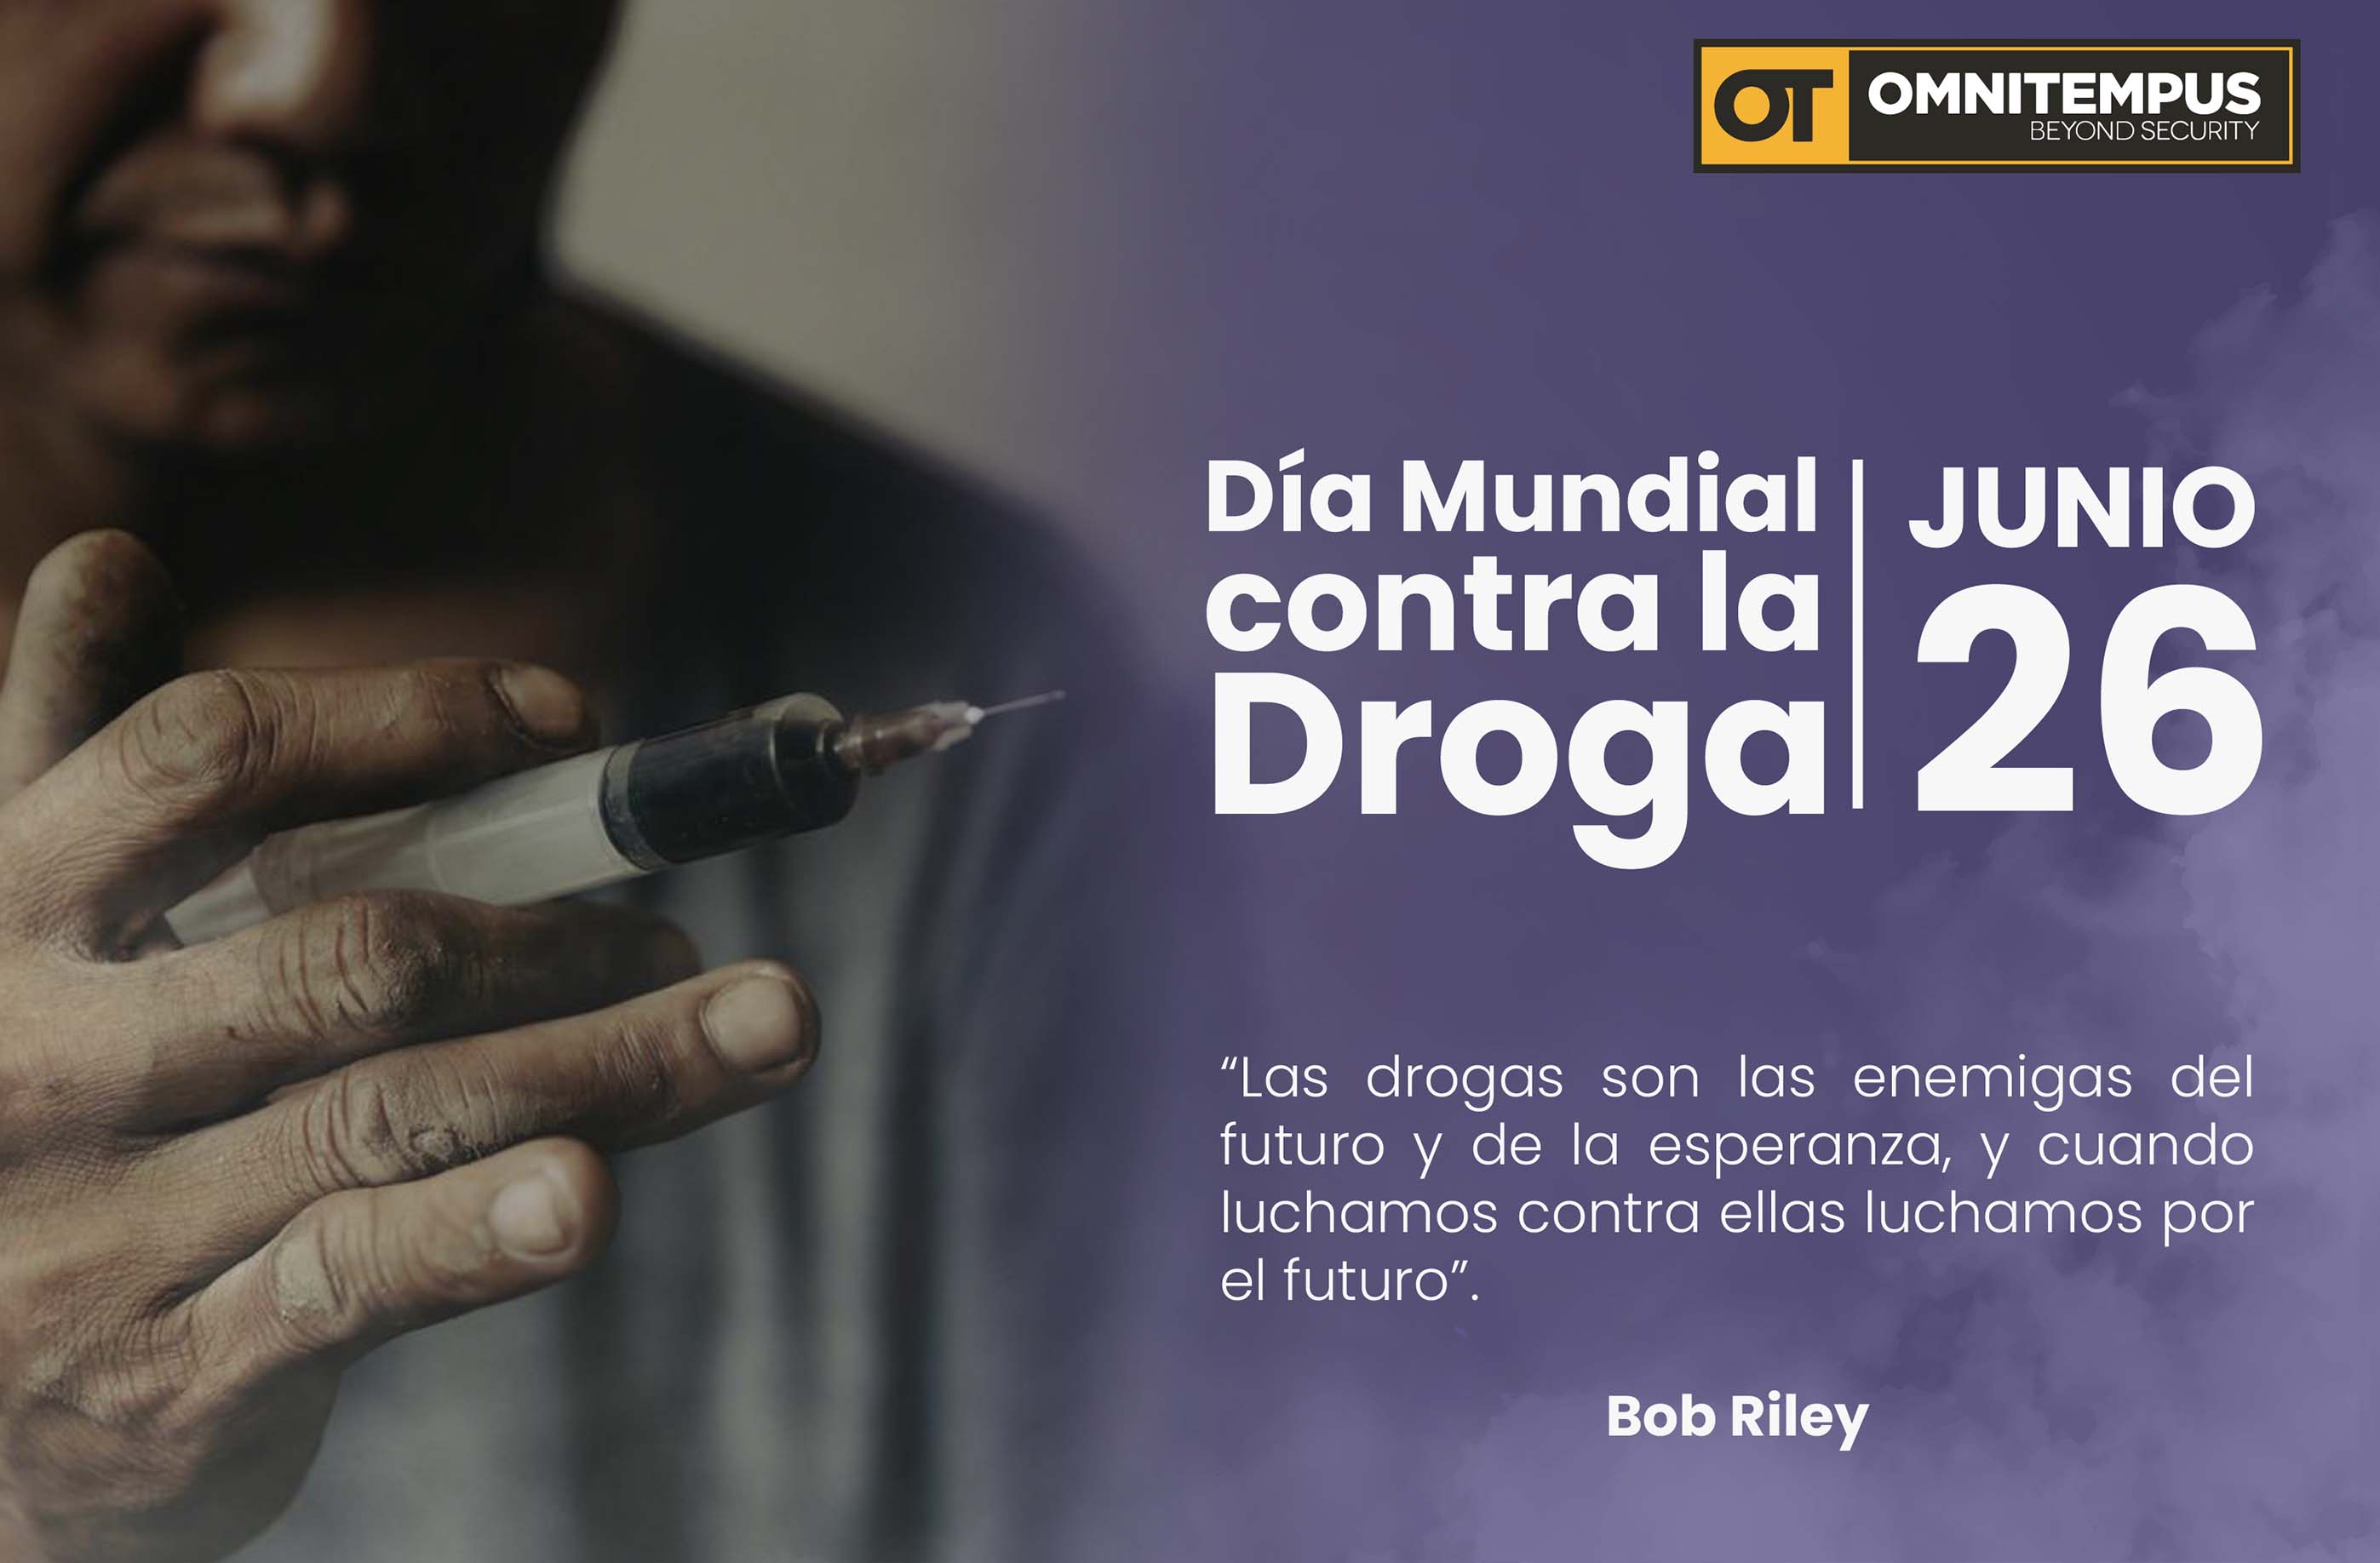 OT OMNITEMPUS
BEYOND SECURITY
Día Mundial
contra la
Droga
JUNIO
26
“Las drogas son las enemigas del
futuro y de la esperanza, y cuando
luchamos contra ellas luchamos por
el futuro”.
Bob Riley